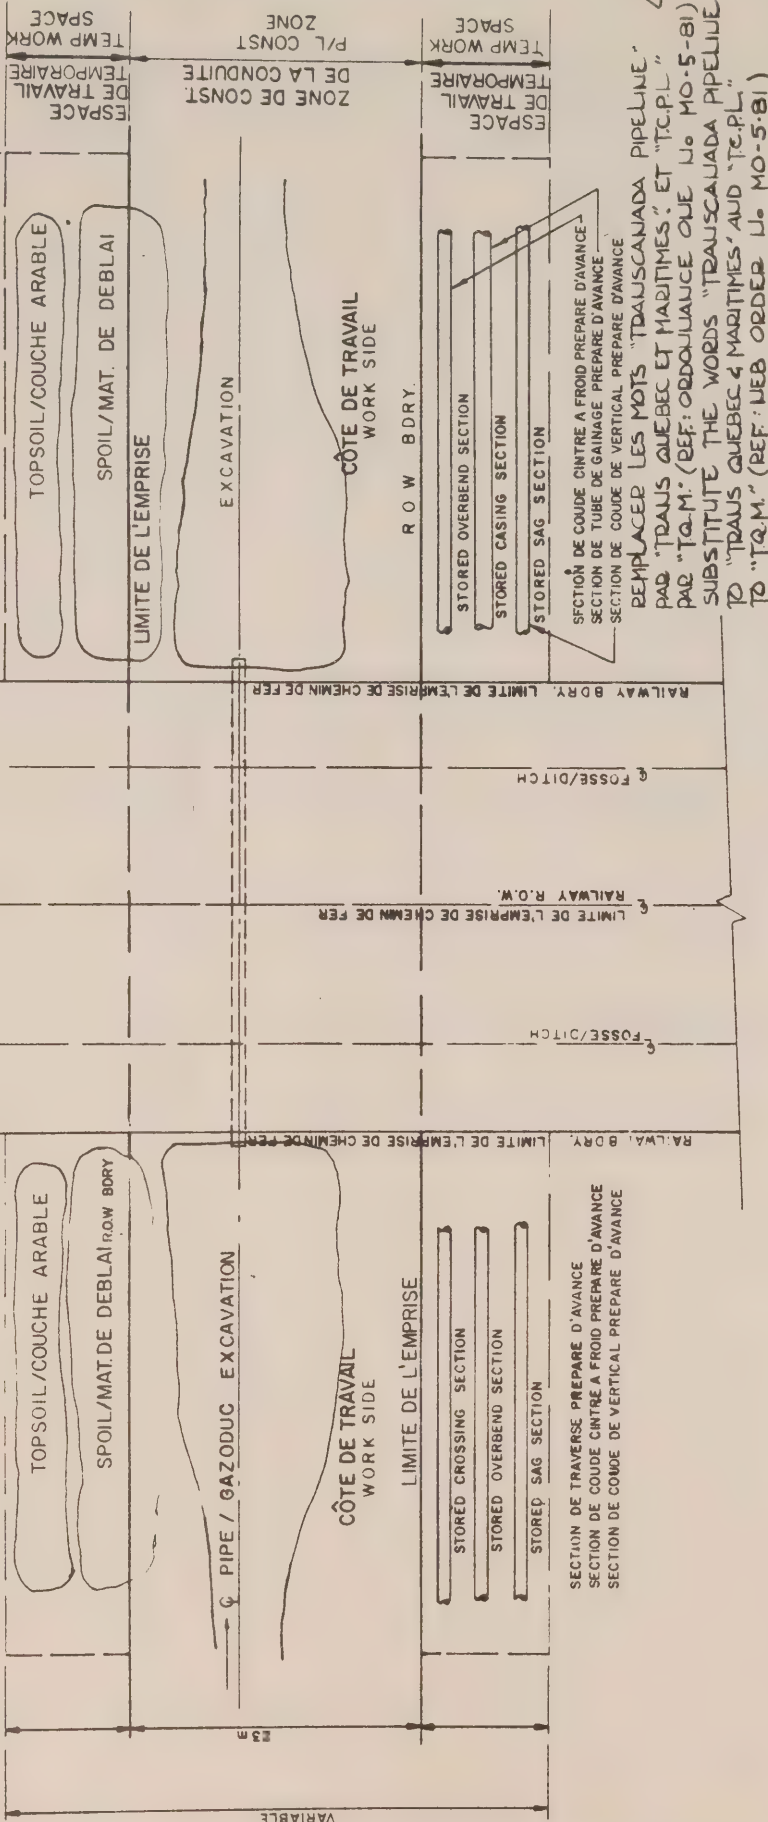 TEMP WORK
SPACE
ESPACE
DE TRAVAIL
TEMPORAIRE
P/L CONST
ZONE
ZONE DE CONST.
DE LA CONDUITE
TEMP WORK
SPACE
ESPACE
DE TRAVAIL
TEMPORAIRE
TOPSOIL/COUCHE ARABLE
SPOIL/MAT. DE DEBLAI
LIMITE DE L'EMPRISE
EXCAVATION
CÔTE DE TRAVAIL
WORK SIDE
ROW BDRY.
STORED OVERBEND SECTION
STORED CASING SECTION
STORED SAG SECTION
SECTION DE COUDE CINTRE A FROID PREPARE D'AVANCE
SECTION DE TUBE DE GAINAGE PREPARE D'AVANCE
SECTION DE COUDE DE VERTICAL PREPARE D'AVANCE
REMPLACER LES MOTS "TRANSCANADA PIPELINE"
PAR "TRANS QUEBEC ET MARITIMES". ET "T.C.P.L"
PAR "T.Q.M." (REF.: ORDONNANCE ONE No MO-5-81)
SUBSTITUTE THE WORDS "TRANSCANADA PIPELINE
TO "TRANS QUEBEC & MARITIMES" AND "T.C.P.L."
TO "T.Q.M." (REF: NEB ORDER No MO-5-81)
RAILWAY BDRY. LIMITE DE L'EMPRISE DE CHEMIN DE FER
℄ FOSSE/DITCH
℄ RAILWAY R.O.W.
LIMITE DE L'EMPRISE DE CHEMIN DE FER
℄ FOSSE/DITCH
RAILWAY BDRY. LIMITE DE L'EMPRISE DE CHEMIN DE FER
TOPSOIL/COUCHE ARABLE
SPOIL/MAT. DE DEBLAI R.O.W BDRY
℄ PIPE / GAZODUC EXCAVATION
CÔTE DE TRAVAIL
WORK SIDE
LIMITE DE L'EMPRISE
STORED CROSSING SECTION
STORED OVERBEND SECTION
STORED SAG SECTION
SECTION DE TRAVERSE PREPARE D'AVANCE
SECTION DE COUDE CINTRE A FROID PREPARE D'AVANCE
SECTION DE COUDE DE VERTICAL PREPARE D'AVANCE
VARIABLE